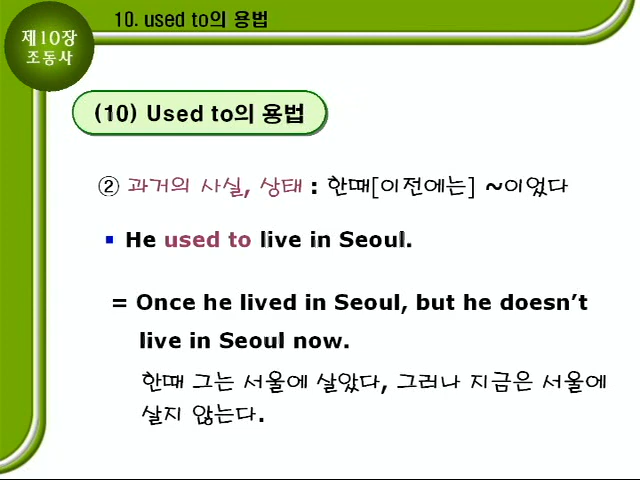 제10장
조동사
10. used to의 용법
(10) Used to의 용법
② 과거의 사실, 상태 : 한때[이전에는] ~이었다
▪ He used to live in Seoul.
= Once he lived in Seoul, but he doesn’t
live in Seoul now.
한때 그는 서울에 살았다, 그러나 지금은 서울에
살지 않는다.